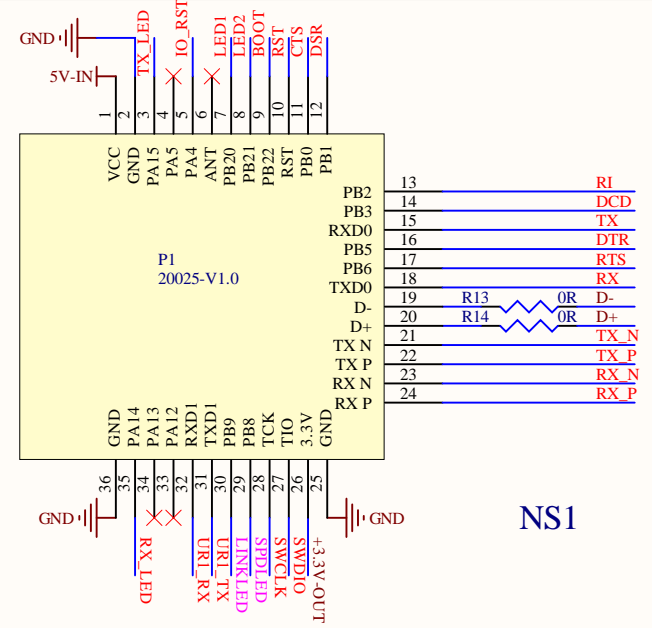 GND
5V-IN
TX_LED
IO_RST
LED1
LED2
BOOT
RST
CTS
DSR
1
2
3
4
5
6
7
8
9
10
11
12
VCC
GND
PA15
PA5
PA4
ANT
PB20
PB21
PB22
RST
PB0
PB1
P1
20025-V1.0
PB2 13 RI
PB3 14 DCD
RXD0 15 TX
PB5 16 DTR
PB6 17 RTS
TXD0 18 RX
D- 19 R13 0R D-
D+ 20 R14 0R D+
TX N 21 TX_N
TX P 22 TX_P
RX N 23 RX_N
RX P 24 RX_P
GND
PA14
PA13
PA12
RXD1
TXD1
PB9
PB8
TCK
TIO
3.3V
GND
36
35
34
33
32
31
30
29
28
27
26
25
GND
RX_LED
UR1_RX
UR1_TX
LINKLED
SPDLED
SWCLK
SWDIO
+3.3V-OUT
GND
NS1